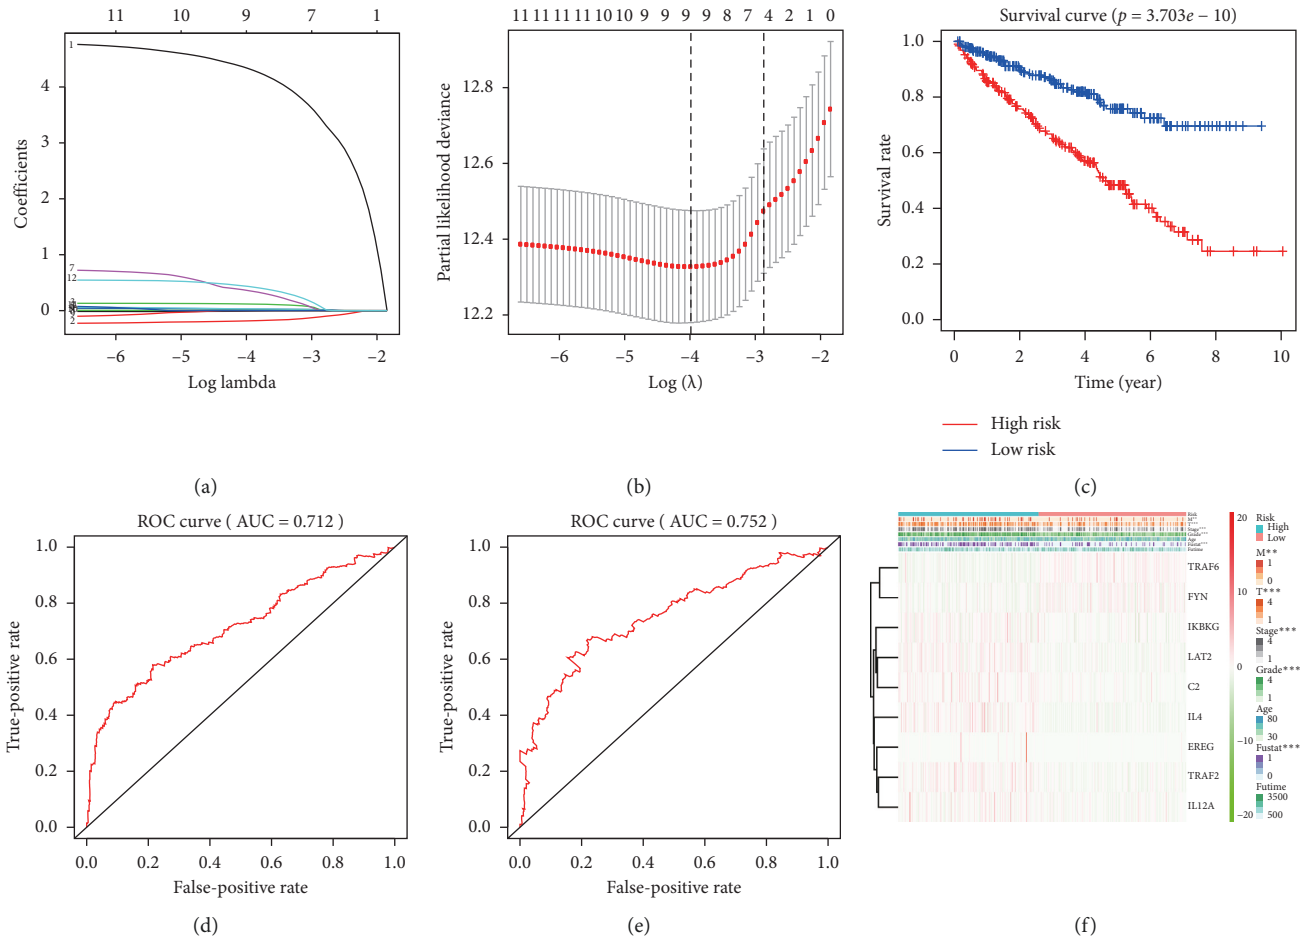 11 10 9 7 1
4
3
2
1
0
Coefficients
1
7
12
2
–6 –5 –4 –3 –2
Log lambda
(a)
11 11 11 11 10 10 9 9 9 9 8 7 4 2 1 0
12.8
12.6
12.4
12.2
Partial likelihood deviance
–6 –5 –4 –3 –2
Log (λ)
(b)
Survival curve (p = 3.703e – 10)
1.0
0.8
0.6
0.4
0.2
0.0
Survival rate
0 2 4 6 8 10
Time (year)
High risk
Low risk
(c)
ROC curve ( AUC = 0.712 )
1.0
0.8
0.6
0.4
0.2
0.0
True-positive rate
0.0 0.2 0.4 0.6 0.8 1.0
False-positive rate
(d)
ROC curve ( AUC = 0.752 )
1.0
0.8
0.6
0.4
0.2
0.0
True-positive rate
0.0 0.2 0.4 0.6 0.8 1.0
False-positive rate
(e)
Risk
M**
T***
Stage***
Grade***
Age
Fustat***
Futime
TRAF6
FYN
IKBKG
LAT2
C2
IL4
EREG
TRAF2
IL12A
20
10
0
–10
–20
Risk
High
Low
M**
1
0
T***
4
1
Stage***
4
1
Grade***
4
1
Age
80
30
Fustat***
1
0
Futime
3500
500
(f)